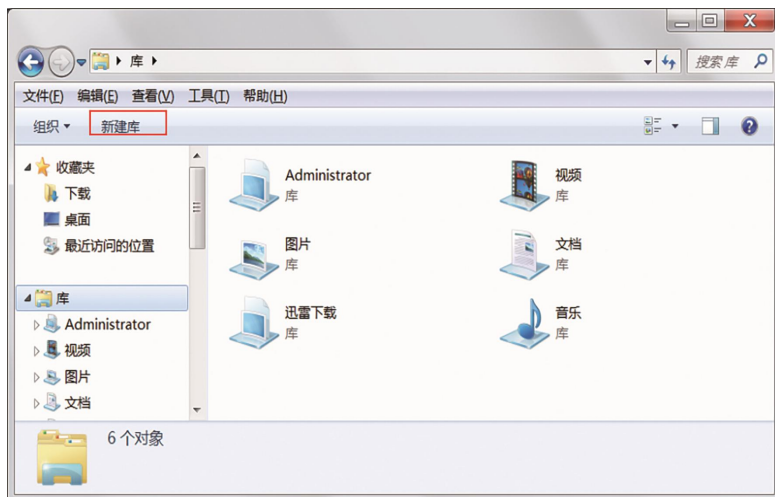 库
搜索 库
文件(F) 编辑(E) 查看(V) 工具(T) 帮助(H)
组织 新建库
收藏夹
下载
桌面
最近访问的位置
库
Administrator
视频
图片
文档
Administrator
库
视频
库
图片
库
文档
库
迅雷下载
库
音乐
库
6 个对象